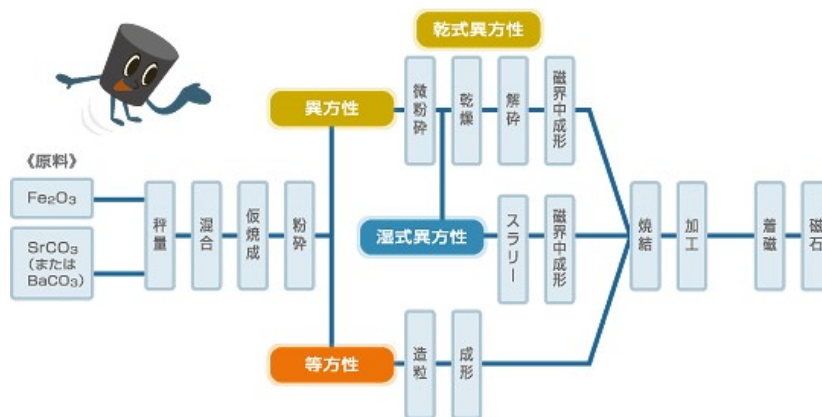 乾式異方性
異方性
微粉砕
乾燥
解砕
磁界中成形
《原料》
Fe₂O₃
SrCO₃
(または
BaCO₃)
秤量
混合
仮焼成
粉砕
湿式異方性
スラリー
磁界中成形
焼結
加工
着磁
磁石
等方性
造粒
成形